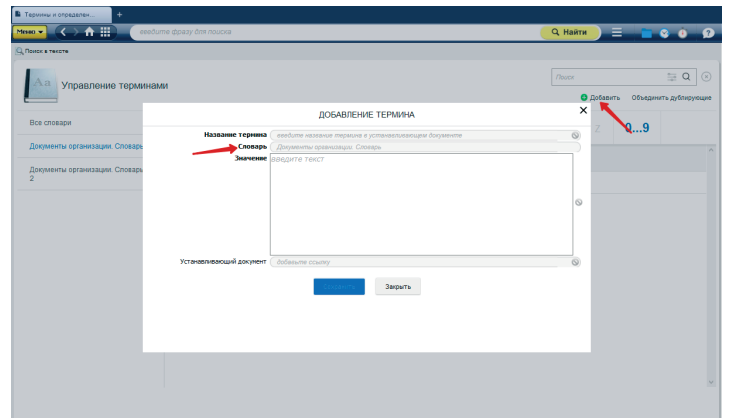 Термины и определен...
+
Меню
введите фразу для поиска
Найти
?
Поиск в тексте
Aa
Управление терминами
Поиск
Добавить
Объединить дублирующие
Все словари
Документы организации. Словарь
Документы организации. Словарь
2
Z
0...9
ДОБАВЛЕНИЕ ТЕРМИНА
Название термина
введите название термина в устанавливающем документе
Словарь
Документы организации. Словарь
Значение
введите текст
Устанавливающий документ
добавьте ссылку
Сохранить
Закрыть